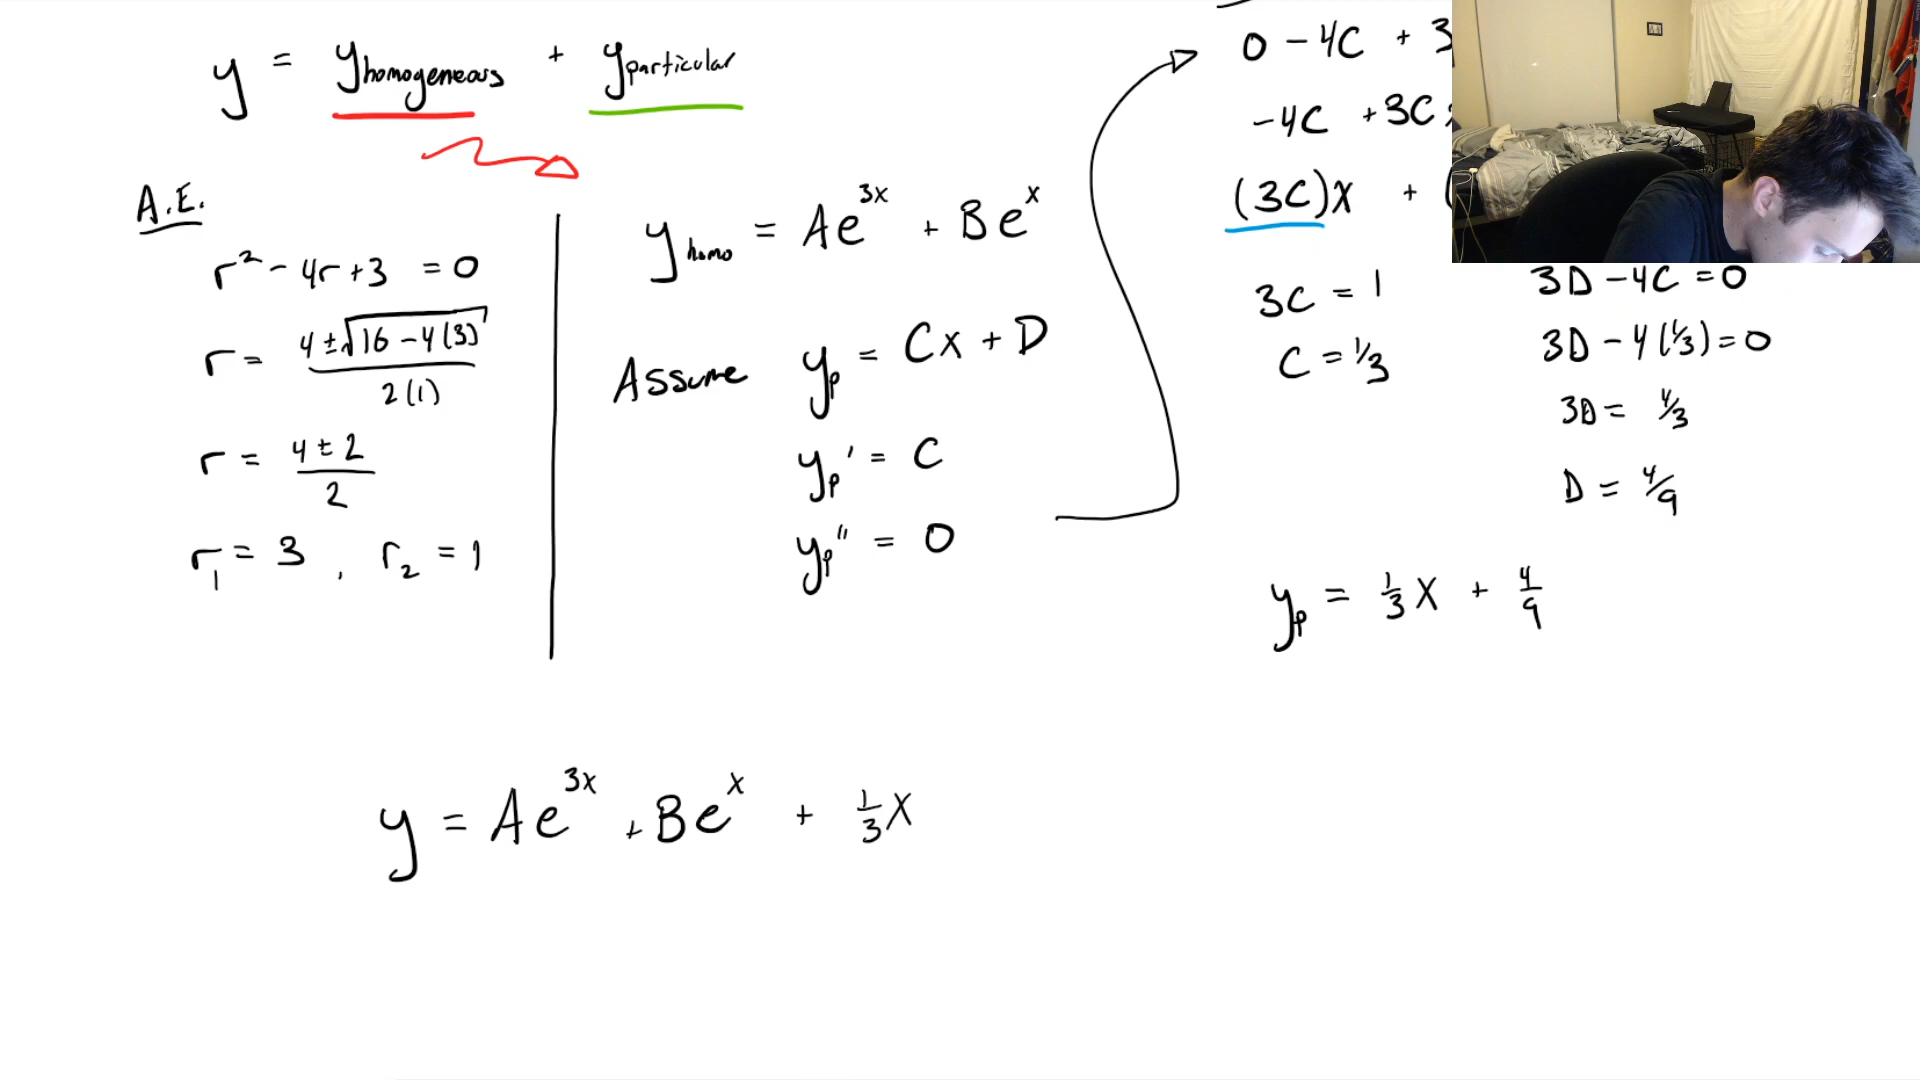 y = y homogeneous + y particular
A.E.
r² - 4r + 3 = 0
r = (4 ± √(16 - 4(3))) / 2(1)
r = (4 ± 2) / 2
r₁ = 3 , r₂ = 1
y homo = Ae^3x + Be^x
Assume y_p = Cx + D
y_p' = C
y_p'' = 0
0 - 4C + 3
-4C + 3C
(3C)x + (
3C = 1
C = 1/3
3D - 4C = 0
3D - 4(1/3) = 0
3D = 4/3
D = 4/9
y_p = 1/3 x + 4/9
y = Ae^3x + Be^x + 1/3 x